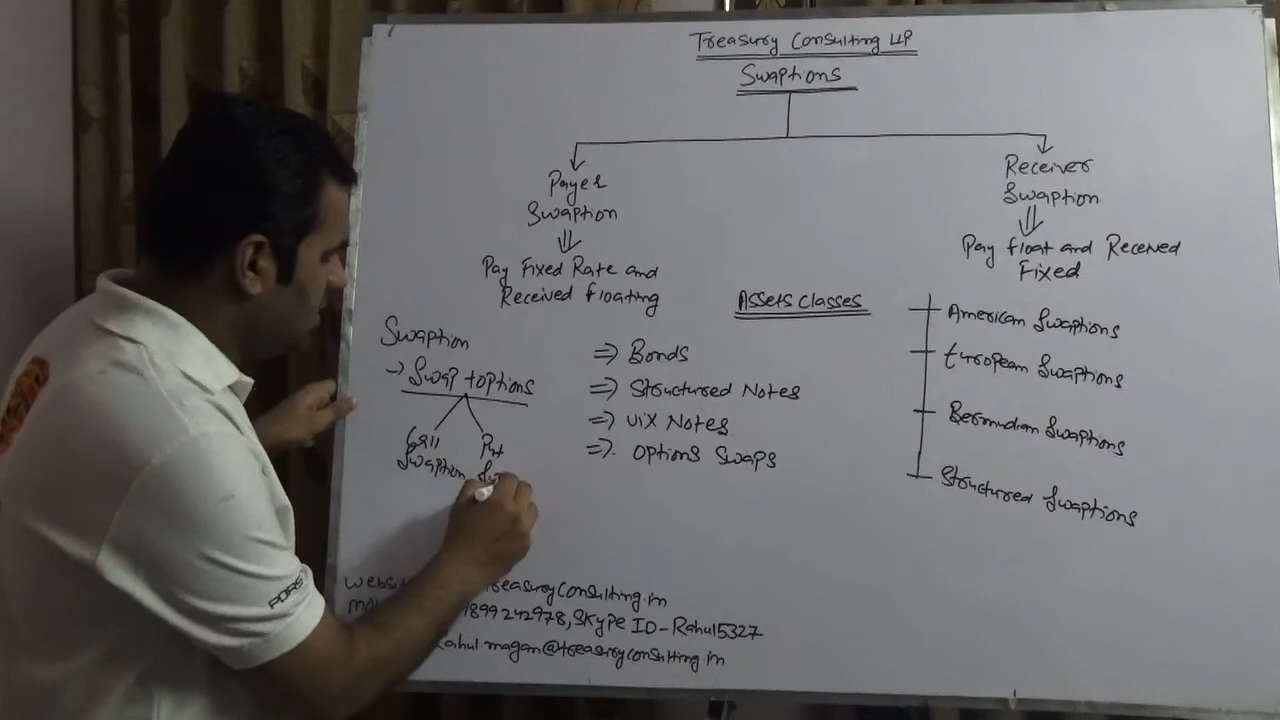 Treasury Consulting LLP
Swaptions
Payer
Swaption
Pay Fixed Rate and
Received floating
Receiver
Swaption
Pay float and Received
Fixed
Assets Classes
Swaption
→ Swap + options
Call
Swaption
Put
⇒ Bonds
⇒ Structured Notes
⇒ VIX Notes
⇒ Options Swaps
American Swaptions
European Swaptions
Bermudian Swaptions
Structured Swaptions
treasuryconsulting.in
9899242978, Skype ID - Rahul5327
rahul.magan@treasuryconsulting.in